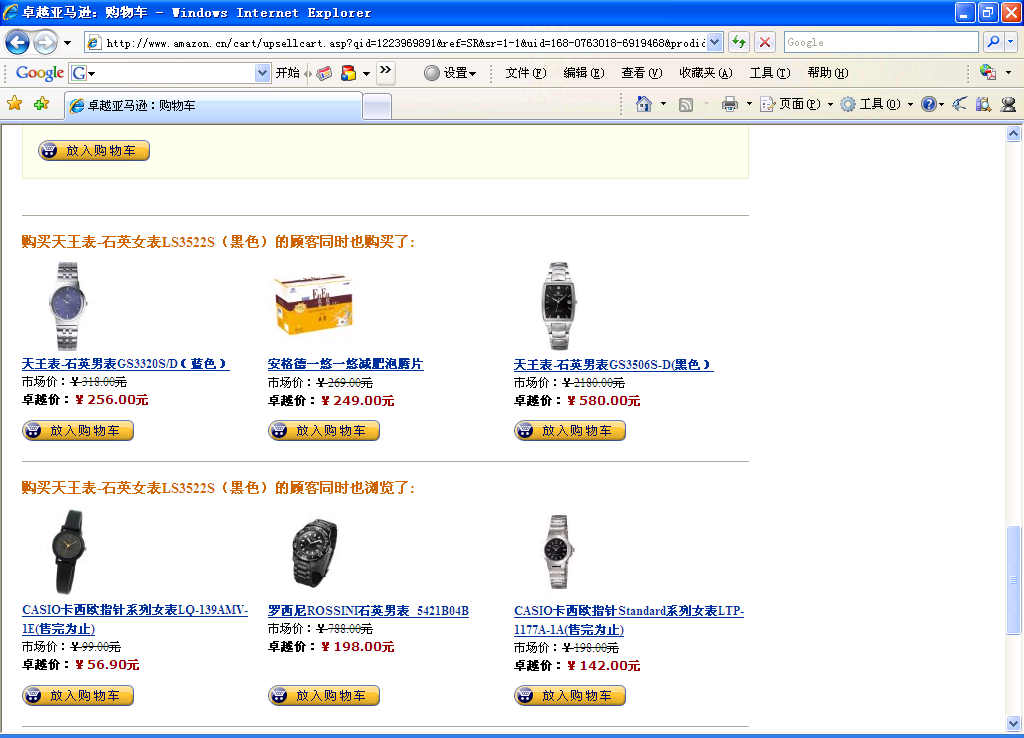 卓越亚马逊：购物车 - Windows Internet Explorer
http://www.amazon.cn/cart/upsellcart.asp?qid=1223969891&ref=SR&sr=1-1&uid=168-0763018-6919468&prodid
Google
Google
G
开始
»
设置
文件(F)
编辑(E)
查看(V)
收藏夹(A)
工具(T)
帮助(H)
卓越亚马逊：购物车
页面(P)
工具(O)
放入购物车
购买天王表-石英女表LS3522S（黑色）的顾客同时也购买了:
天王表-石英男表GS3320S/D（蓝色）
市场价：￥318.00元
卓越价：￥256.00元
放入购物车
安格德一悠一悠减肥泡腾片
市场价：￥269.00元
卓越价：￥249.00元
放入购物车
天王表-石英男表GS3506S-D(黑色）
市场价：￥2180.00元
卓越价：￥580.00元
放入购物车
购买天王表-石英女表LS3522S（黑色）的顾客同时也浏览了:
CASIO卡西欧指针系列女表LQ-139AMV-
1E(售完为止)
市场价：￥99.00元
卓越价：￥56.90元
放入购物车
罗西尼ROSSINI石英男表 5421B04B
市场价：￥788.00元
卓越价：￥198.00元
放入购物车
CASIO卡西欧指针Standard系列女表LTP-
1177A-1A(售完为止)
市场价：￥198.00元
卓越价：￥142.00元
放入购物车